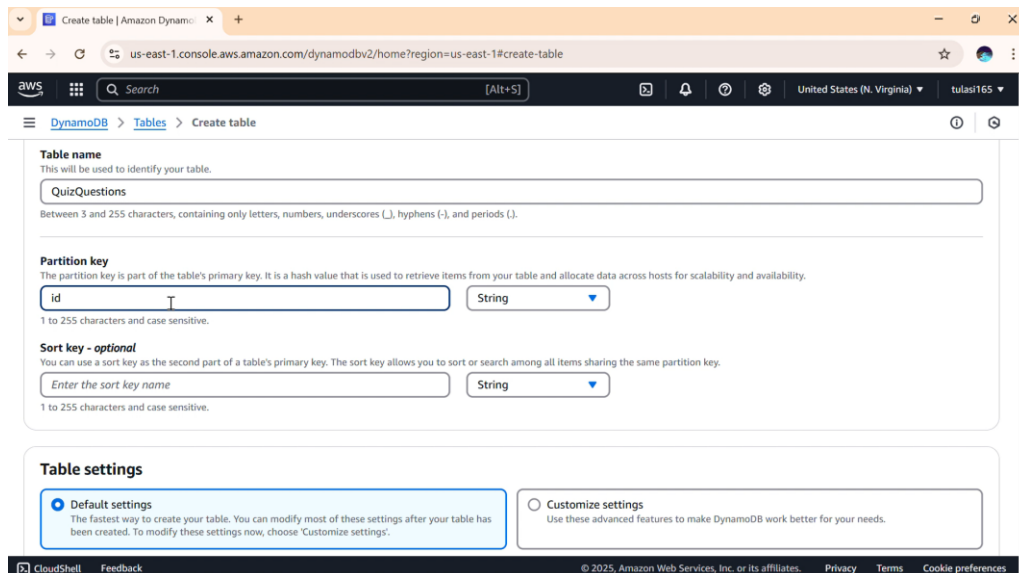 Create table | Amazon Dynamo
us-east-1.console.aws.amazon.com/dynamodbv2/home?region=us-east-1#create-table
aws Search [Alt+S] United States (N. Virginia) tulasi165
DynamoDB > Tables > Create table
Table name
This will be used to identify your table.
QuizQuestions
Between 3 and 255 characters, containing only letters, numbers, underscores (_), hyphens (-), and periods (.).
Partition key
The partition key is part of the table's primary key. It is a hash value that is used to retrieve items from your table and allocate data across hosts for scalability and availability.
id String
1 to 255 characters and case sensitive.
Sort key - optional
You can use a sort key as the second part of a table's primary key. The sort key allows you to sort or search among all items sharing the same partition key.
Enter the sort key name String
1 to 255 characters and case sensitive.
Table settings
Default settings
The fastest way to create your table. You can modify most of these settings after your table has
been created. To modify these settings now, choose 'Customize settings'.
Customize settings
Use these advanced features to make DynamoDB work better for your needs.
CloudShell Feedback © 2025, Amazon Web Services, Inc. or its affiliates. Privacy Terms Cookie preferences